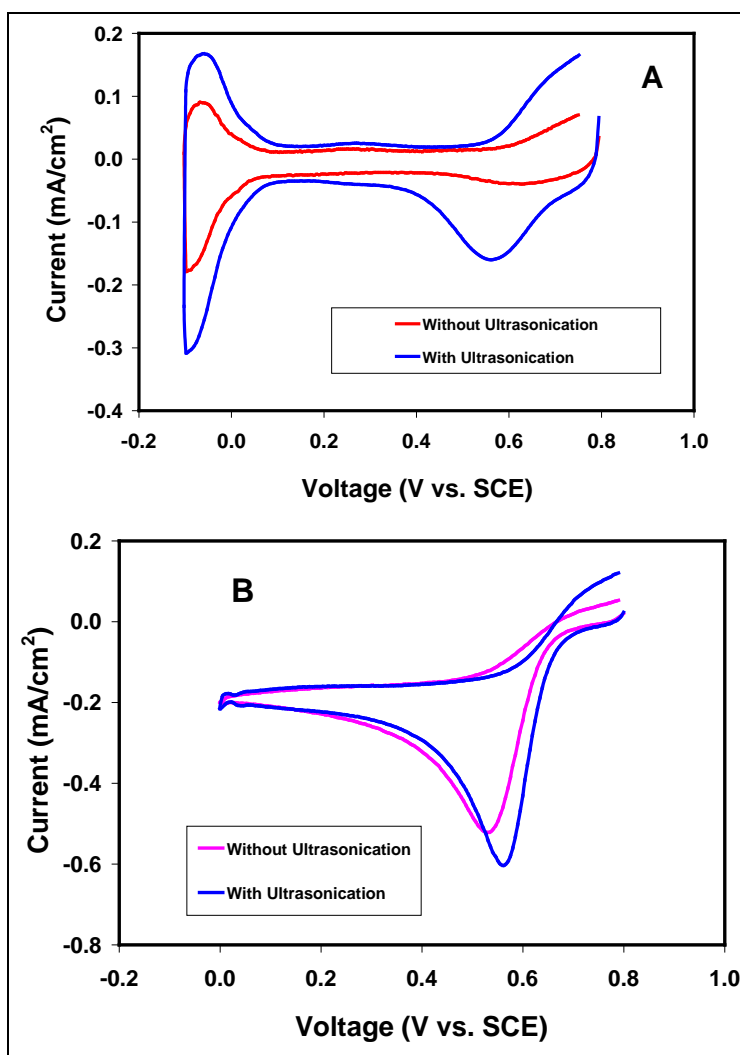 0.2
A
0.1
0.0
-0.1
-0.2
-0.3
-0.4
Current (mA/cm²)
Without Ultrasonication
With Ultrasonication
-0.2 0.0 0.2 0.4 0.6 0.8 1.0
Voltage (V vs. SCE)
0.2
B
0.0
-0.2
-0.4
-0.6
-0.8
Current (mA/cm²)
Without Ultrasonication
With Ultrasonication
-0.2 0.0 0.2 0.4 0.6 0.8 1.0
Voltage (V vs. SCE)